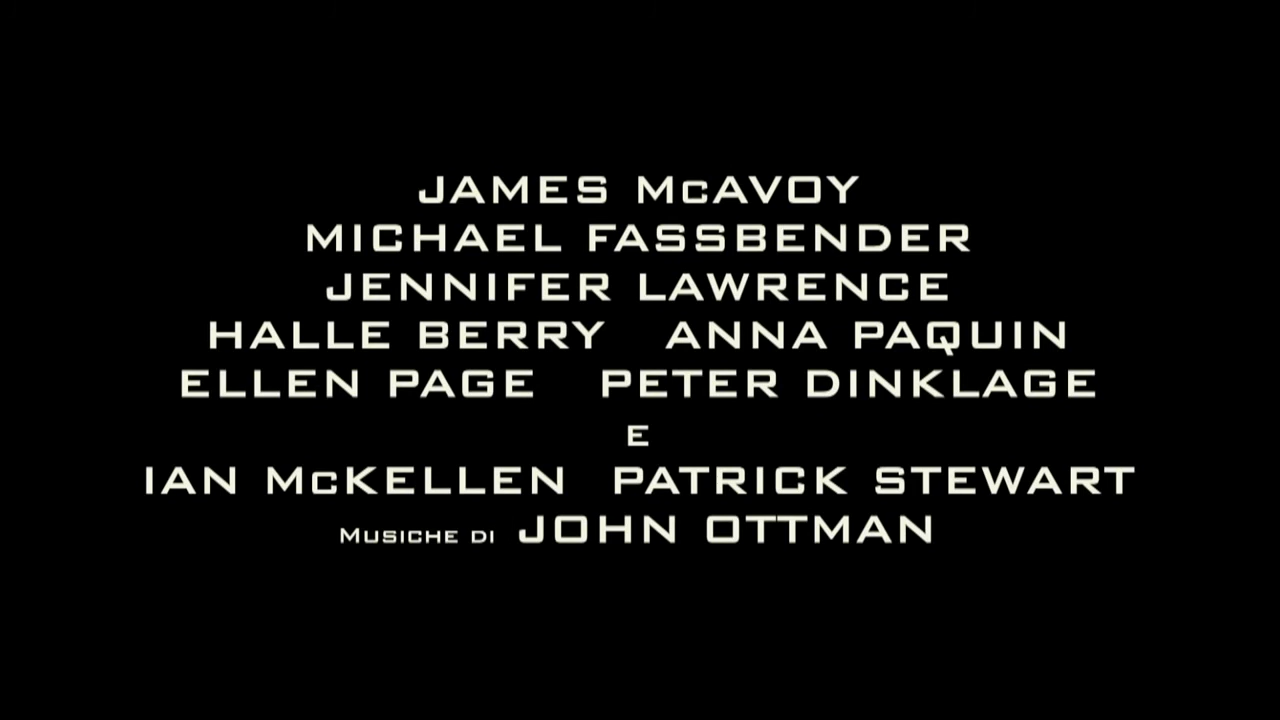 JAMES McAVOY
MICHAEL FASSBENDER
JENNIFER LAWRENCE
HALLE BERRY ANNA PAQUIN
ELLEN PAGE PETER DINKLAGE
E
IAN McKELLEN PATRICK STEWART
MUSICHE DI JOHN OTTMAN